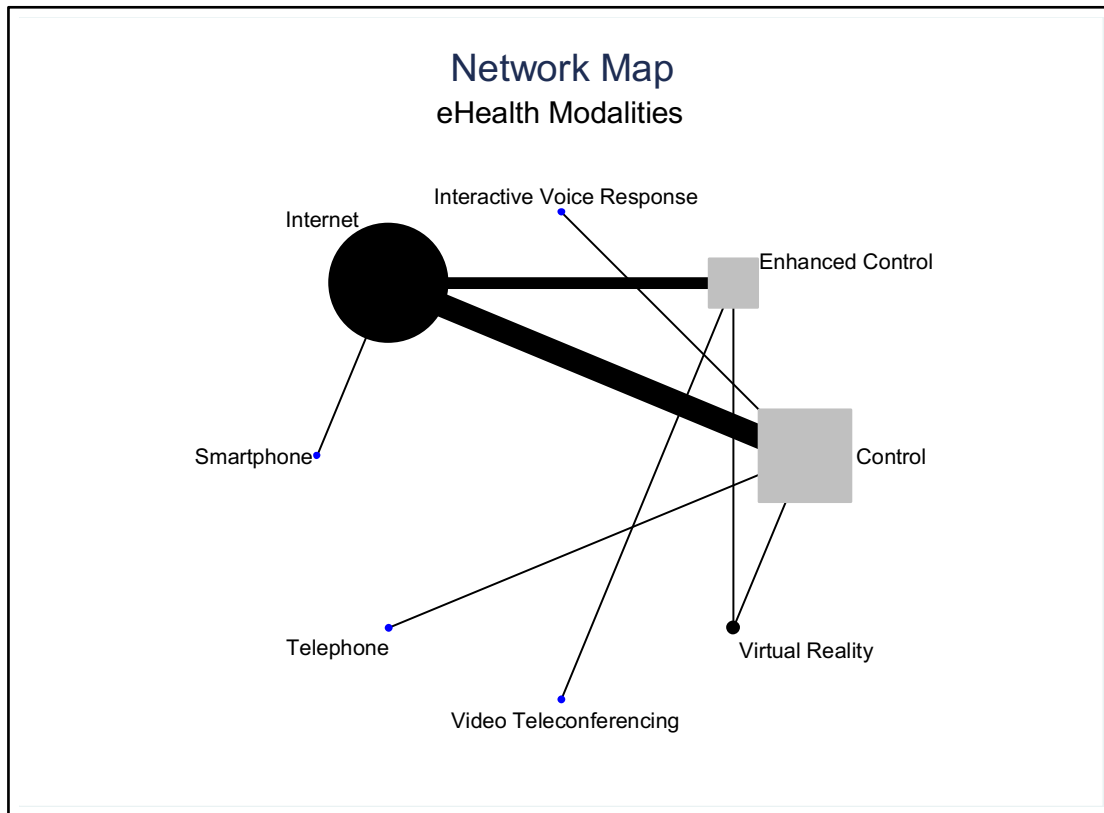 Network Map
eHealth Modalities
Interactive Voice Response
Internet
Enhanced Control
Smartphone
Control
Telephone
Virtual Reality
Video Teleconferencing